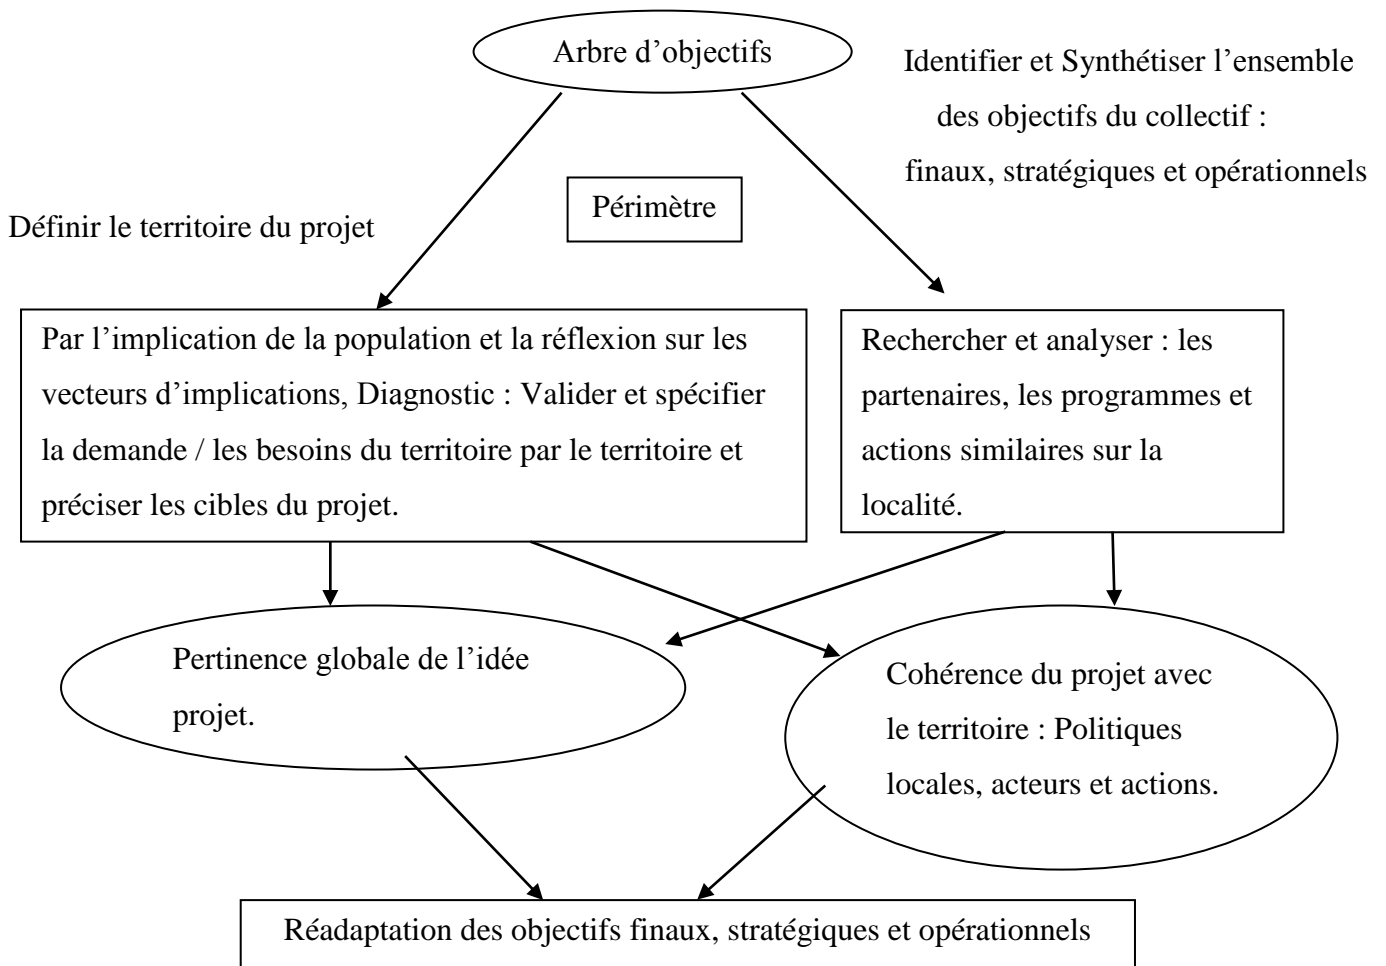 Arbre d’objectifs
Identifier et Synthétiser l’ensemble
des objectifs du collectif :
finaux, stratégiques et opérationnels
Périmètre
Définir le territoire du projet
Par l’implication de la population et la réflexion sur les
vecteurs d’implications, Diagnostic : Valider et spécifier
la demande / les besoins du territoire par le territoire et
préciser les cibles du projet.
Rechercher et analyser : les
partenaires, les programmes et
actions similaires sur la
localité.
Pertinence globale de l’idée
projet.
Cohérence du projet avec
le territoire : Politiques
locales, acteurs et actions.
Réadaptation des objectifs finaux, stratégiques et opérationnels